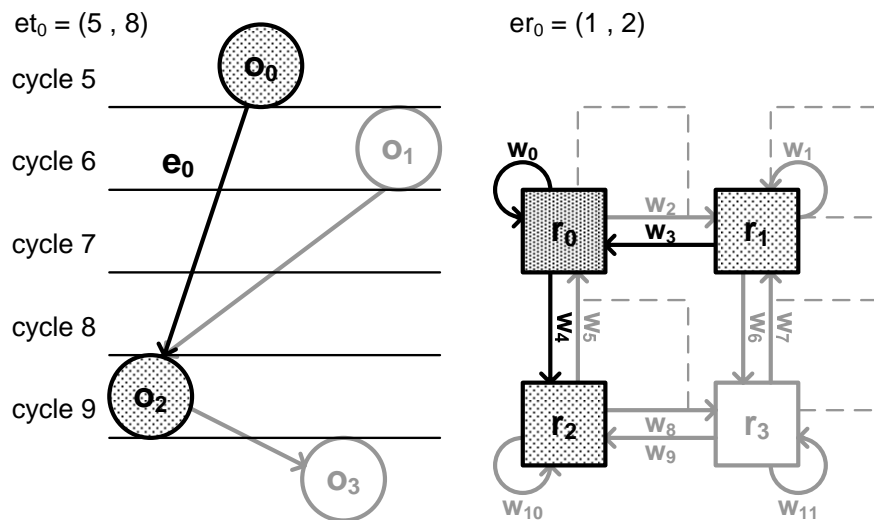 et₀ = (5 , 8)
er₀ = (1 , 2)
cycle 5
o₀
cycle 6
e₀
o₁
cycle 7
cycle 8
cycle 9
o₂
o₃
w₀
w₁
r₀
w₂
w₃
r₁
w₄
w₅
w₆
w₇
r₂
w₈
w₉
r₃
w₁₀
w₁₁